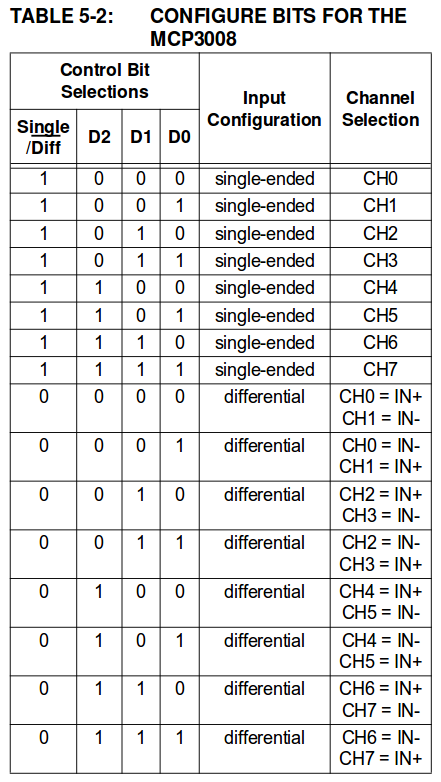 TABLE 5-2: CONFIGURE BITS FOR THE
MCP3008
Control Bit
Selections
Input
Configuration
Channel
Selection
Single
/Diff D2 D1 D0
1 0 0 0 single-ended CH0
1 0 0 1 single-ended CH1
1 0 1 0 single-ended CH2
1 0 1 1 single-ended CH3
1 1 0 0 single-ended CH4
1 1 0 1 single-ended CH5
1 1 1 0 single-ended CH6
1 1 1 1 single-ended CH7
0 0 0 0 differential CH0 = IN+
CH1 = IN-
0 0 0 1 differential CH0 = IN-
CH1 = IN+
0 0 1 0 differential CH2 = IN+
CH3 = IN-
0 0 1 1 differential CH2 = IN-
CH3 = IN+
0 1 0 0 differential CH4 = IN+
CH5 = IN-
0 1 0 1 differential CH4 = IN-
CH5 = IN+
0 1 1 0 differential CH6 = IN+
CH7 = IN-
0 1 1 1 differential CH6 = IN-
CH7 = IN+